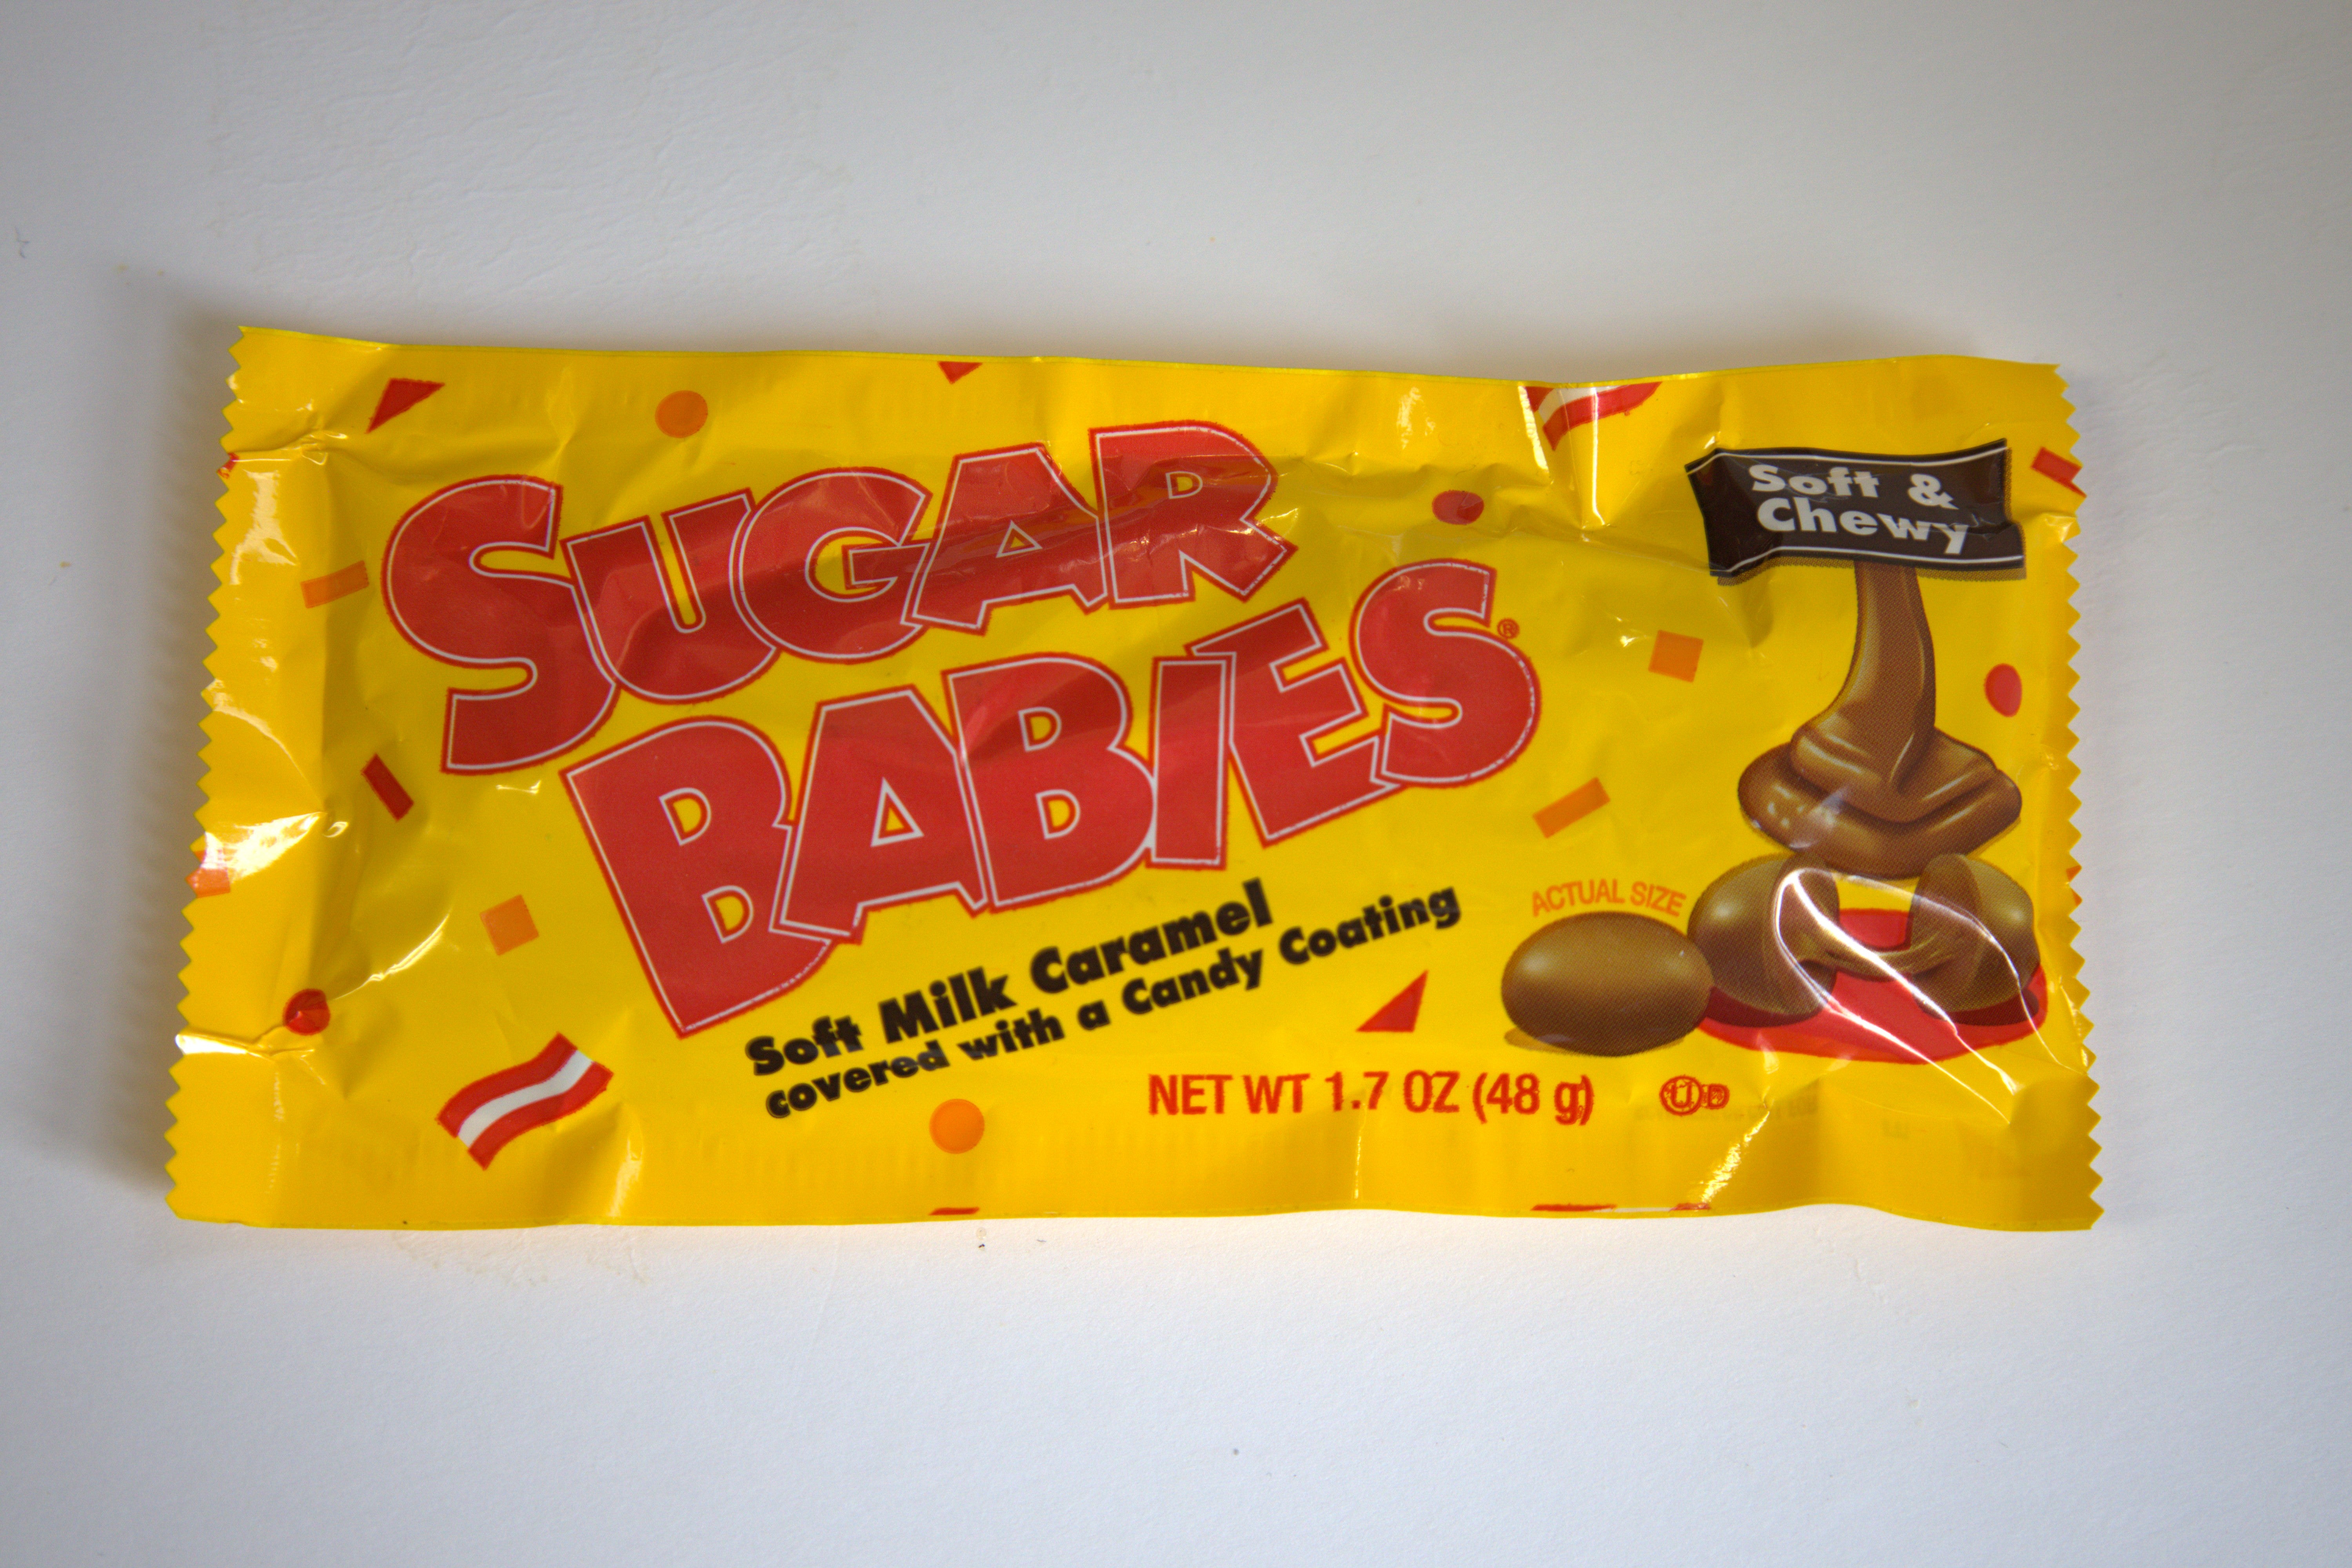 SUGAR
BABIES®
Soft Milk Caramel
covered with a Candy Coating
Soft &
Chewy
ACTUAL SIZE
NET WT 1.7 OZ (48 g)
Ⓤ D